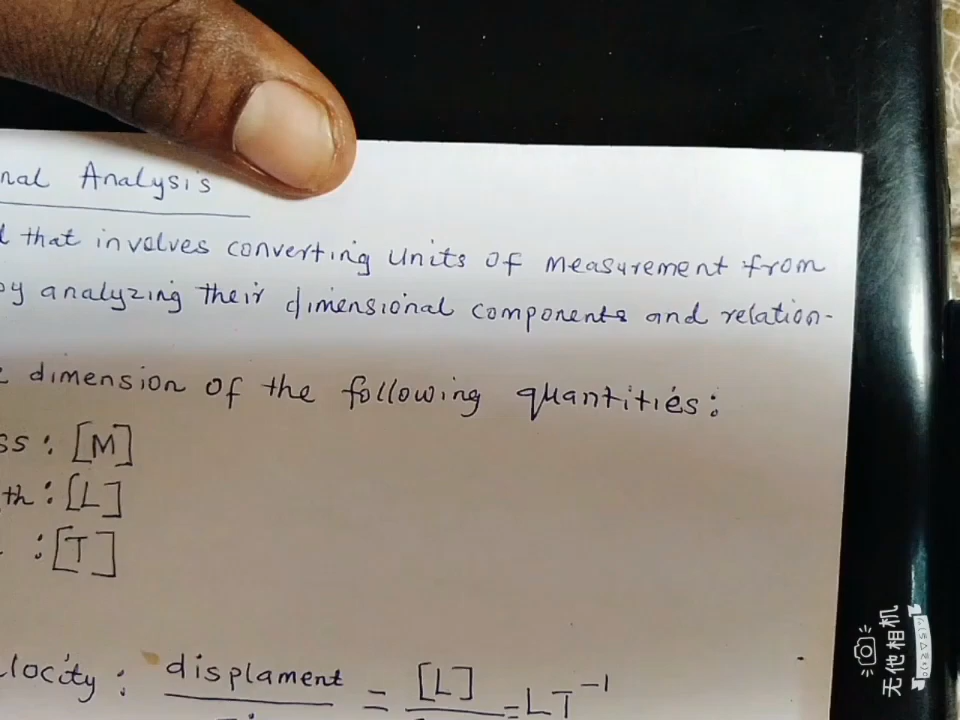 nal Analysis
that involves converting Units of measurement from
by analyzing their dimensional components and relation-
dimension of the following quantities:
ss: [M]
th: [L]
: [T]
locity: displament = [L] = LT⁻¹
无他相机